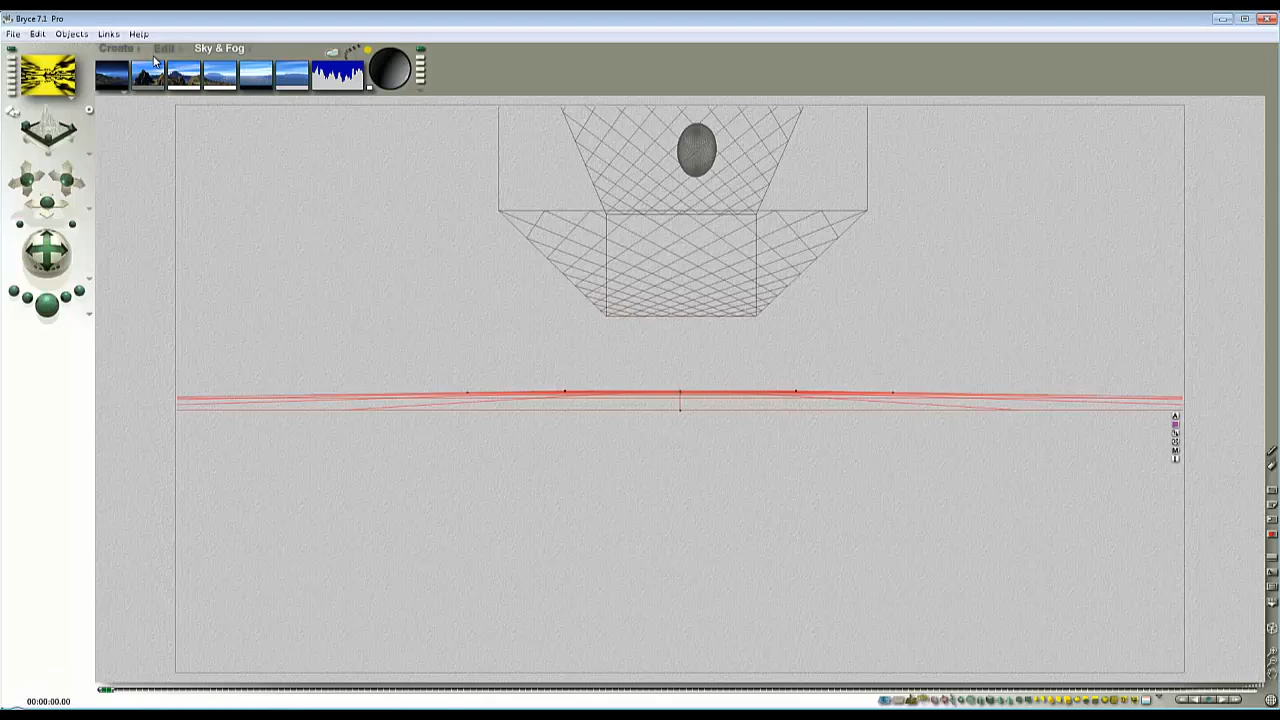 Bryce 7.1 Pro
File Edit Objects Links Help
Create Edit Sky & Fog
A
M
00:00:00.00